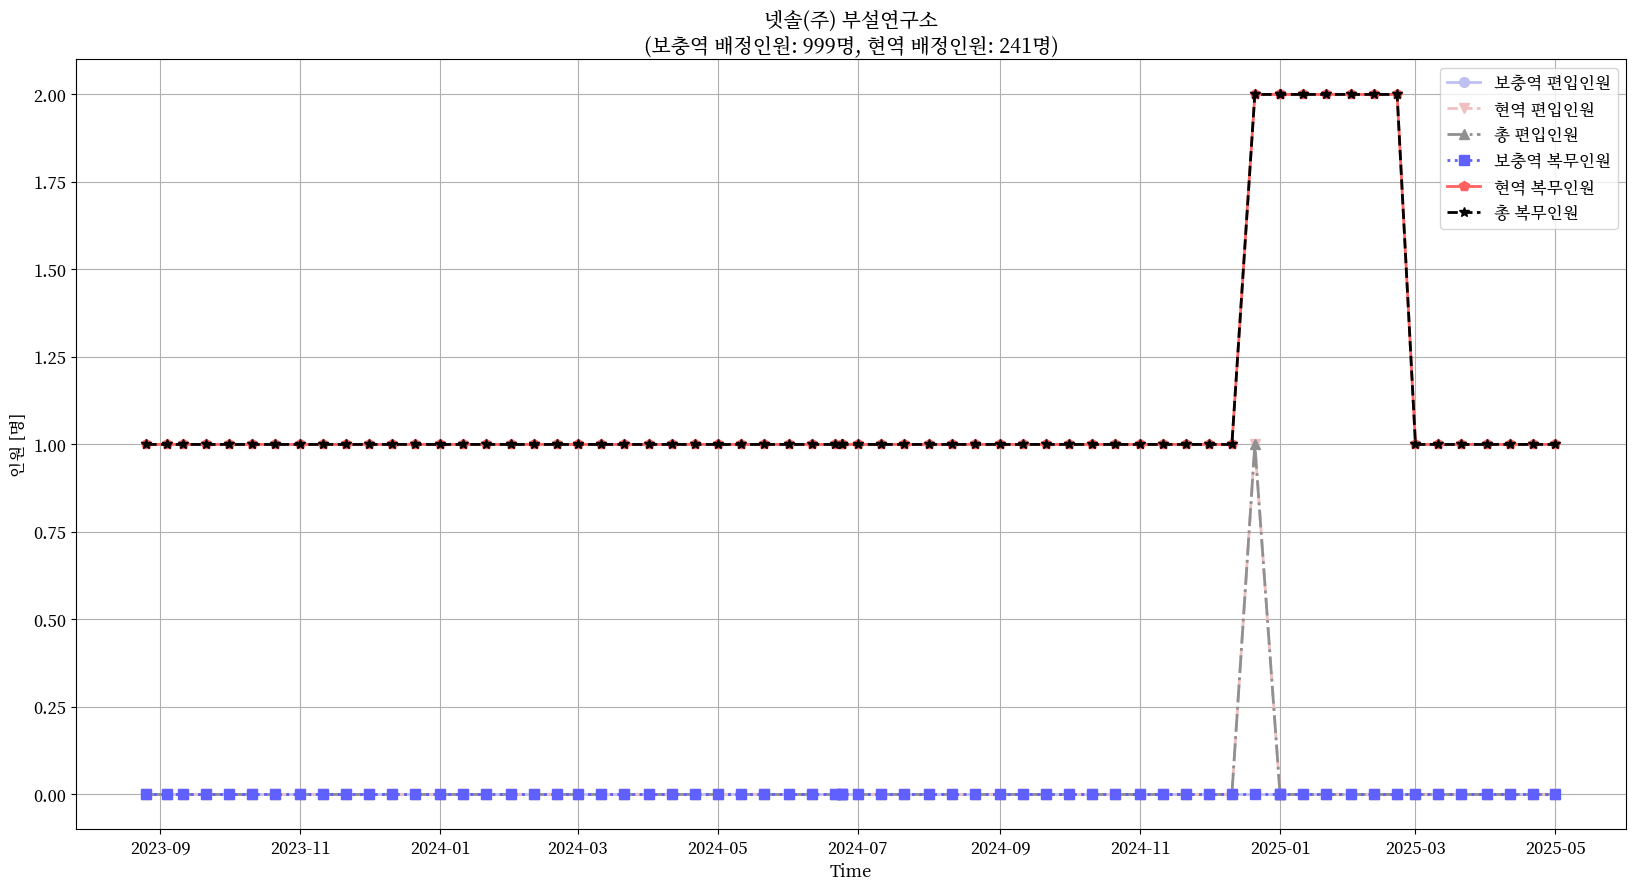 넷솔(주) 부설연구소
(보충역 배정인원: 999명, 현역 배정인원: 241명)
보충역 편입인원
현역 편입인원
총 편입인원
보충역 복무인원
현역 복무인원
총 복무인원
2.00
1.75
1.50
1.25
1.00
0.75
0.50
0.25
0.00
인원 [명]
2023-09 2023-11 2024-01 2024-03 2024-05 2024-07 2024-09 2024-11 2025-01 2025-03 2025-05
Time